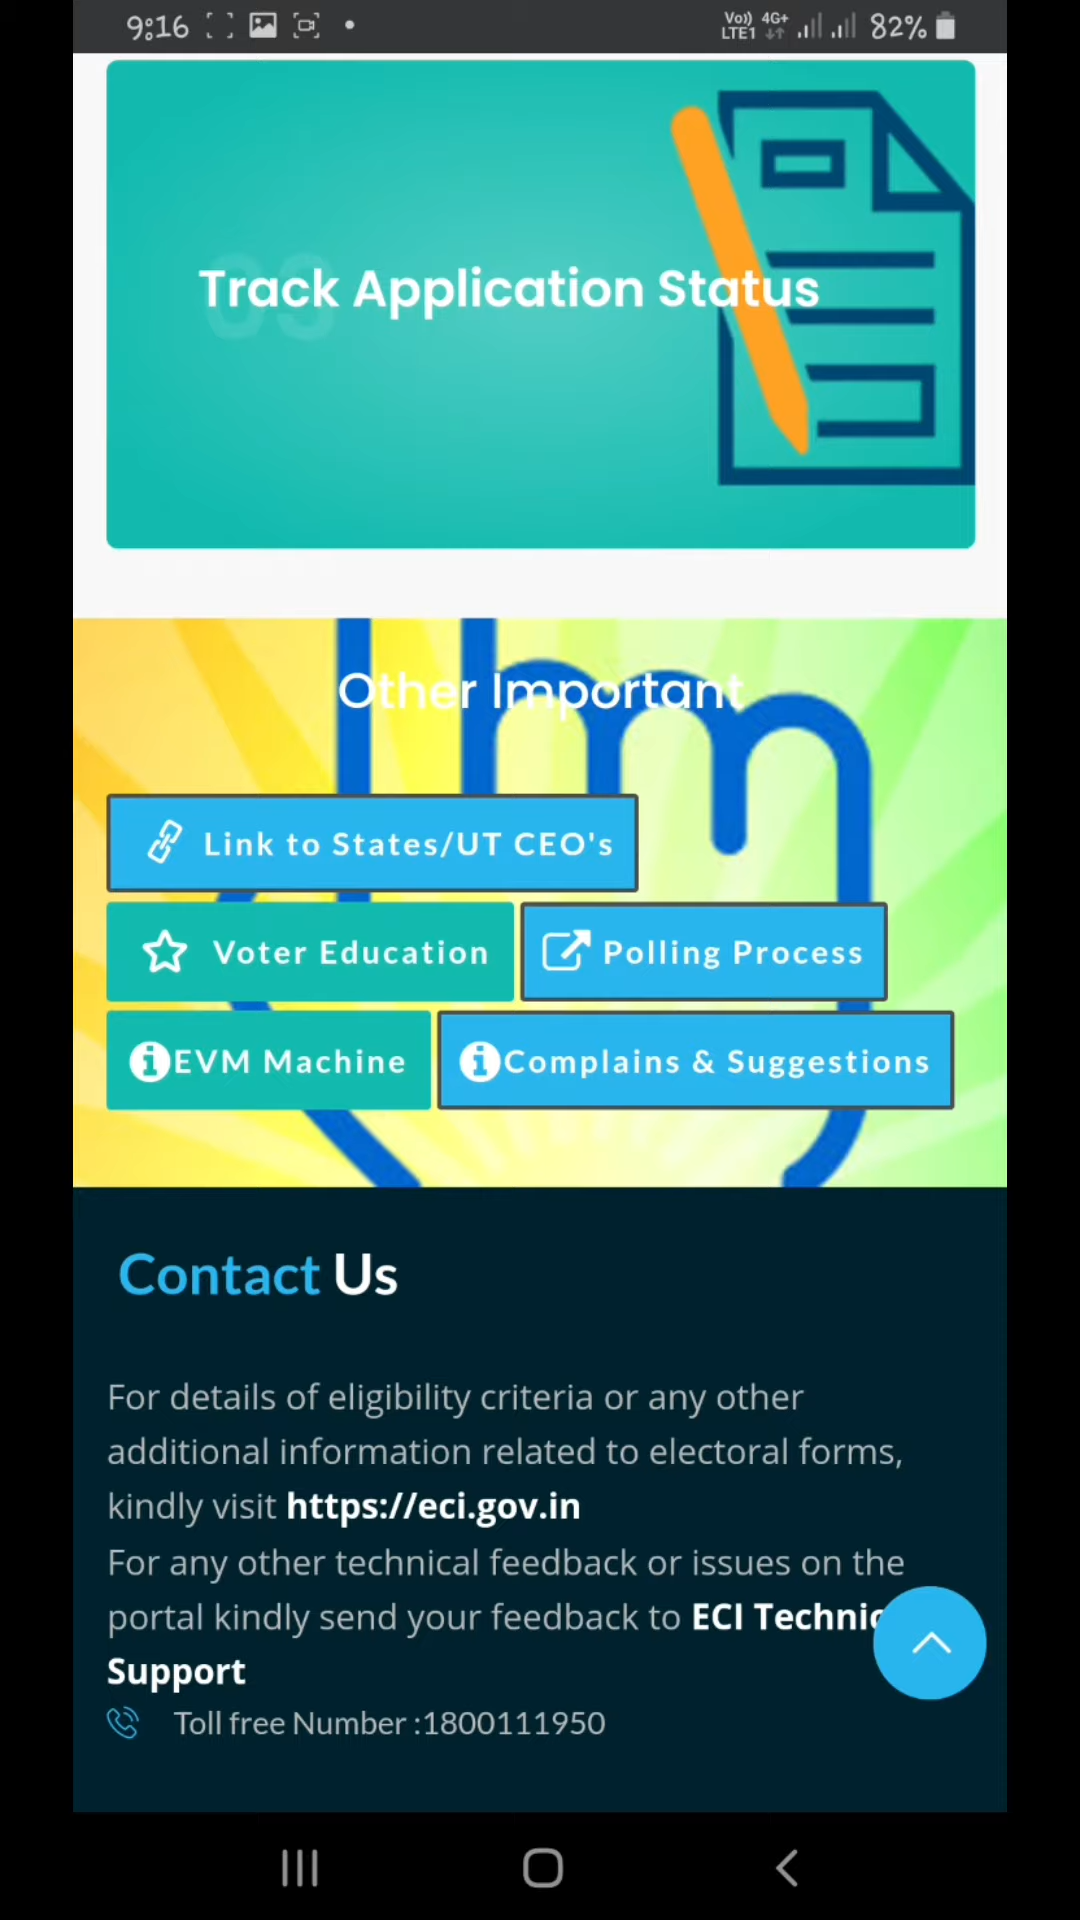 9:16
Vo)) 4G+ 82%
LTE1
03
Track Application Status
Other Important
Link to States/UT CEO's
Voter Education
Polling Process
EVM Machine
Complains & Suggestions
Contact Us
For details of eligibility criteria or any other
additional information related to electoral forms,
kindly visit https://eci.gov.in
For any other technical feedback or issues on the
portal kindly send your feedback to ECI
Support
Toll free Number :1800111950